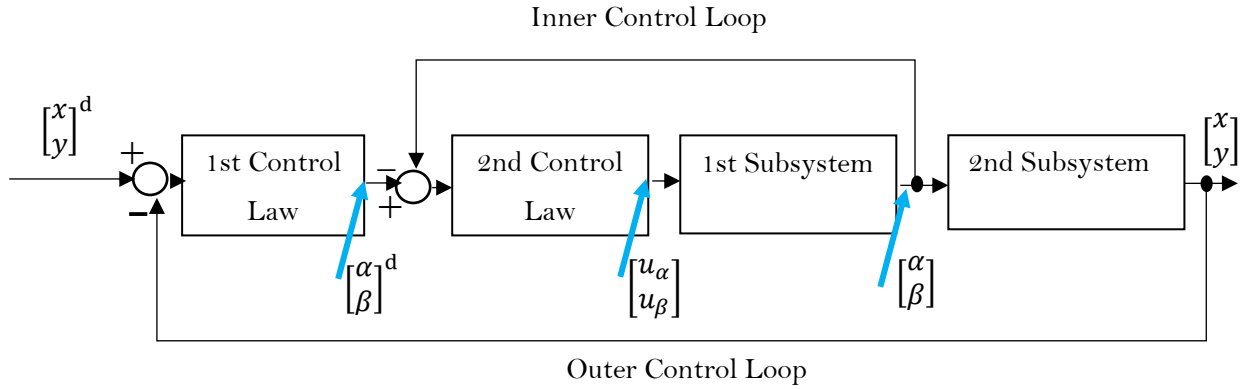 Inner Control Loop
[x y]ᵈ
+
−
1st Control
Law
−
+
2nd Control
Law
1st Subsystem
2nd Subsystem
[x y]
[α β]ᵈ
[u_α u_β]
[α β]
Outer Control Loop